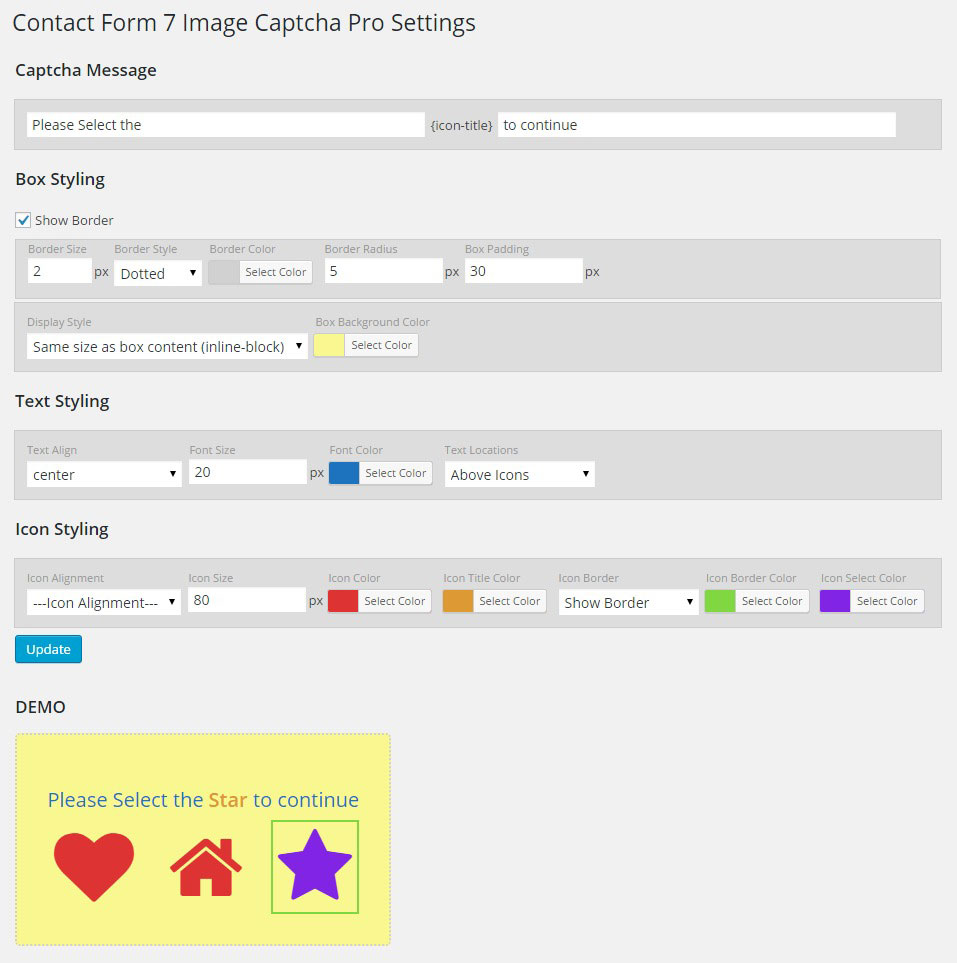 Contact Form 7 Image Captcha Pro Settings
Captcha Message
Please Select the {icon-title} to continue
Box Styling
Show Border
Border Size Border Style Border Color Border Radius Box Padding
2 px Dotted Select Color 5 px 30 px
Display Style Box Background Color
Same size as box content (inline-block) Select Color
Text Styling
Text Align Font Size Font Color Text Locations
center 20 px Select Color Above Icons
Icon Styling
Icon Alignment Icon Size Icon Color Icon Title Color Icon Border Icon Border Color Icon Select Color
---Icon Alignment--- 80 px Select Color Select Color Show Border Select Color Select Color
Update
DEMO
Please Select the Star to continue